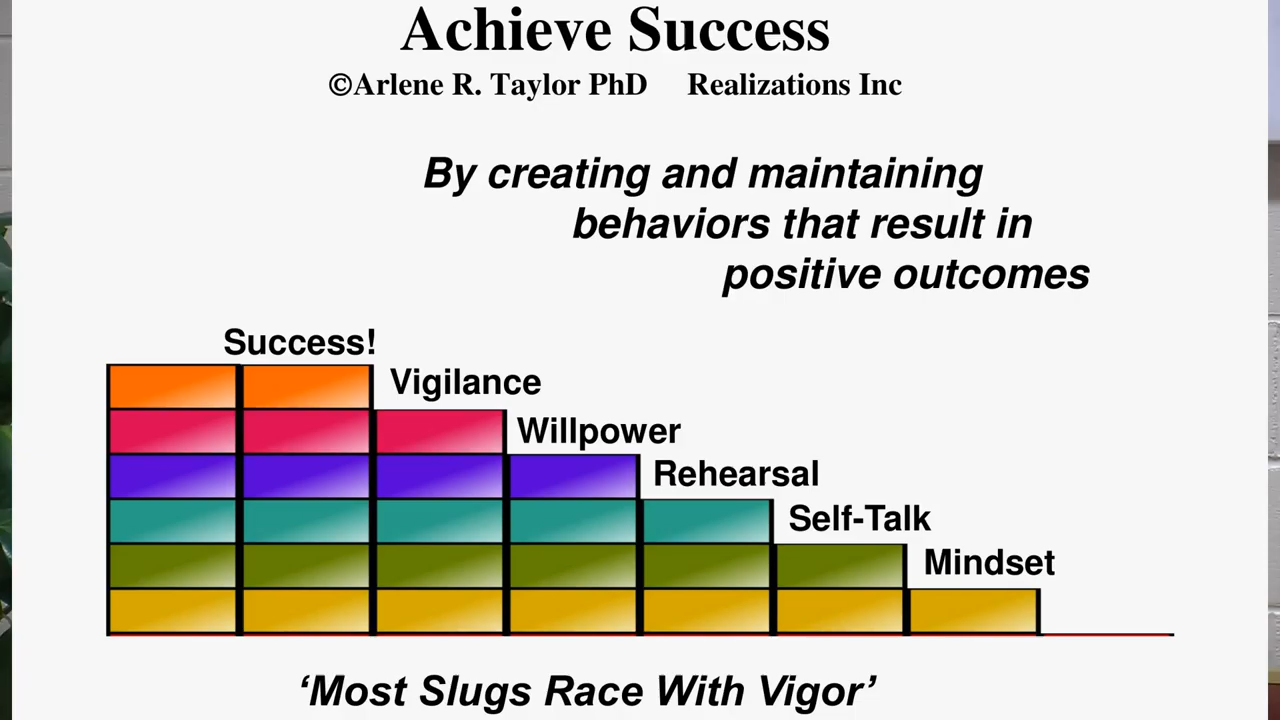 Achieve Success
©Arlene R. Taylor PhD Realizations Inc
By creating and maintaining
behaviors that result in
positive outcomes
Success!
Vigilance
Willpower
Rehearsal
Self-Talk
Mindset
‘Most Slugs Race With Vigor’